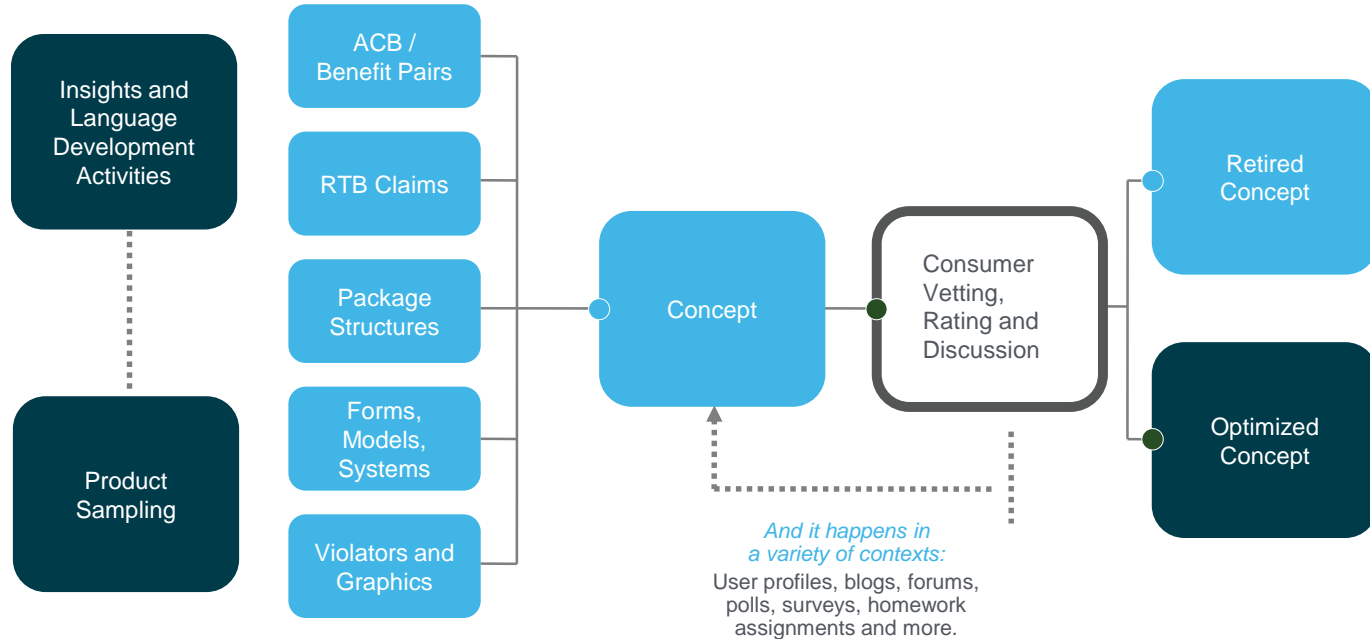 Insights and
Language
Development
Activities
Product
Sampling
ACB /
Benefit Pairs
RTB Claims
Package
Structures
Forms,
Models,
Systems
Violators and
Graphics
Concept
Consumer
Vetting,
Rating and
Discussion
And it happens in
a variety of contexts:
User profiles, blogs, forums,
polls, surveys, homework
assignments and more.
Retired
Concept
Optimized
Concept